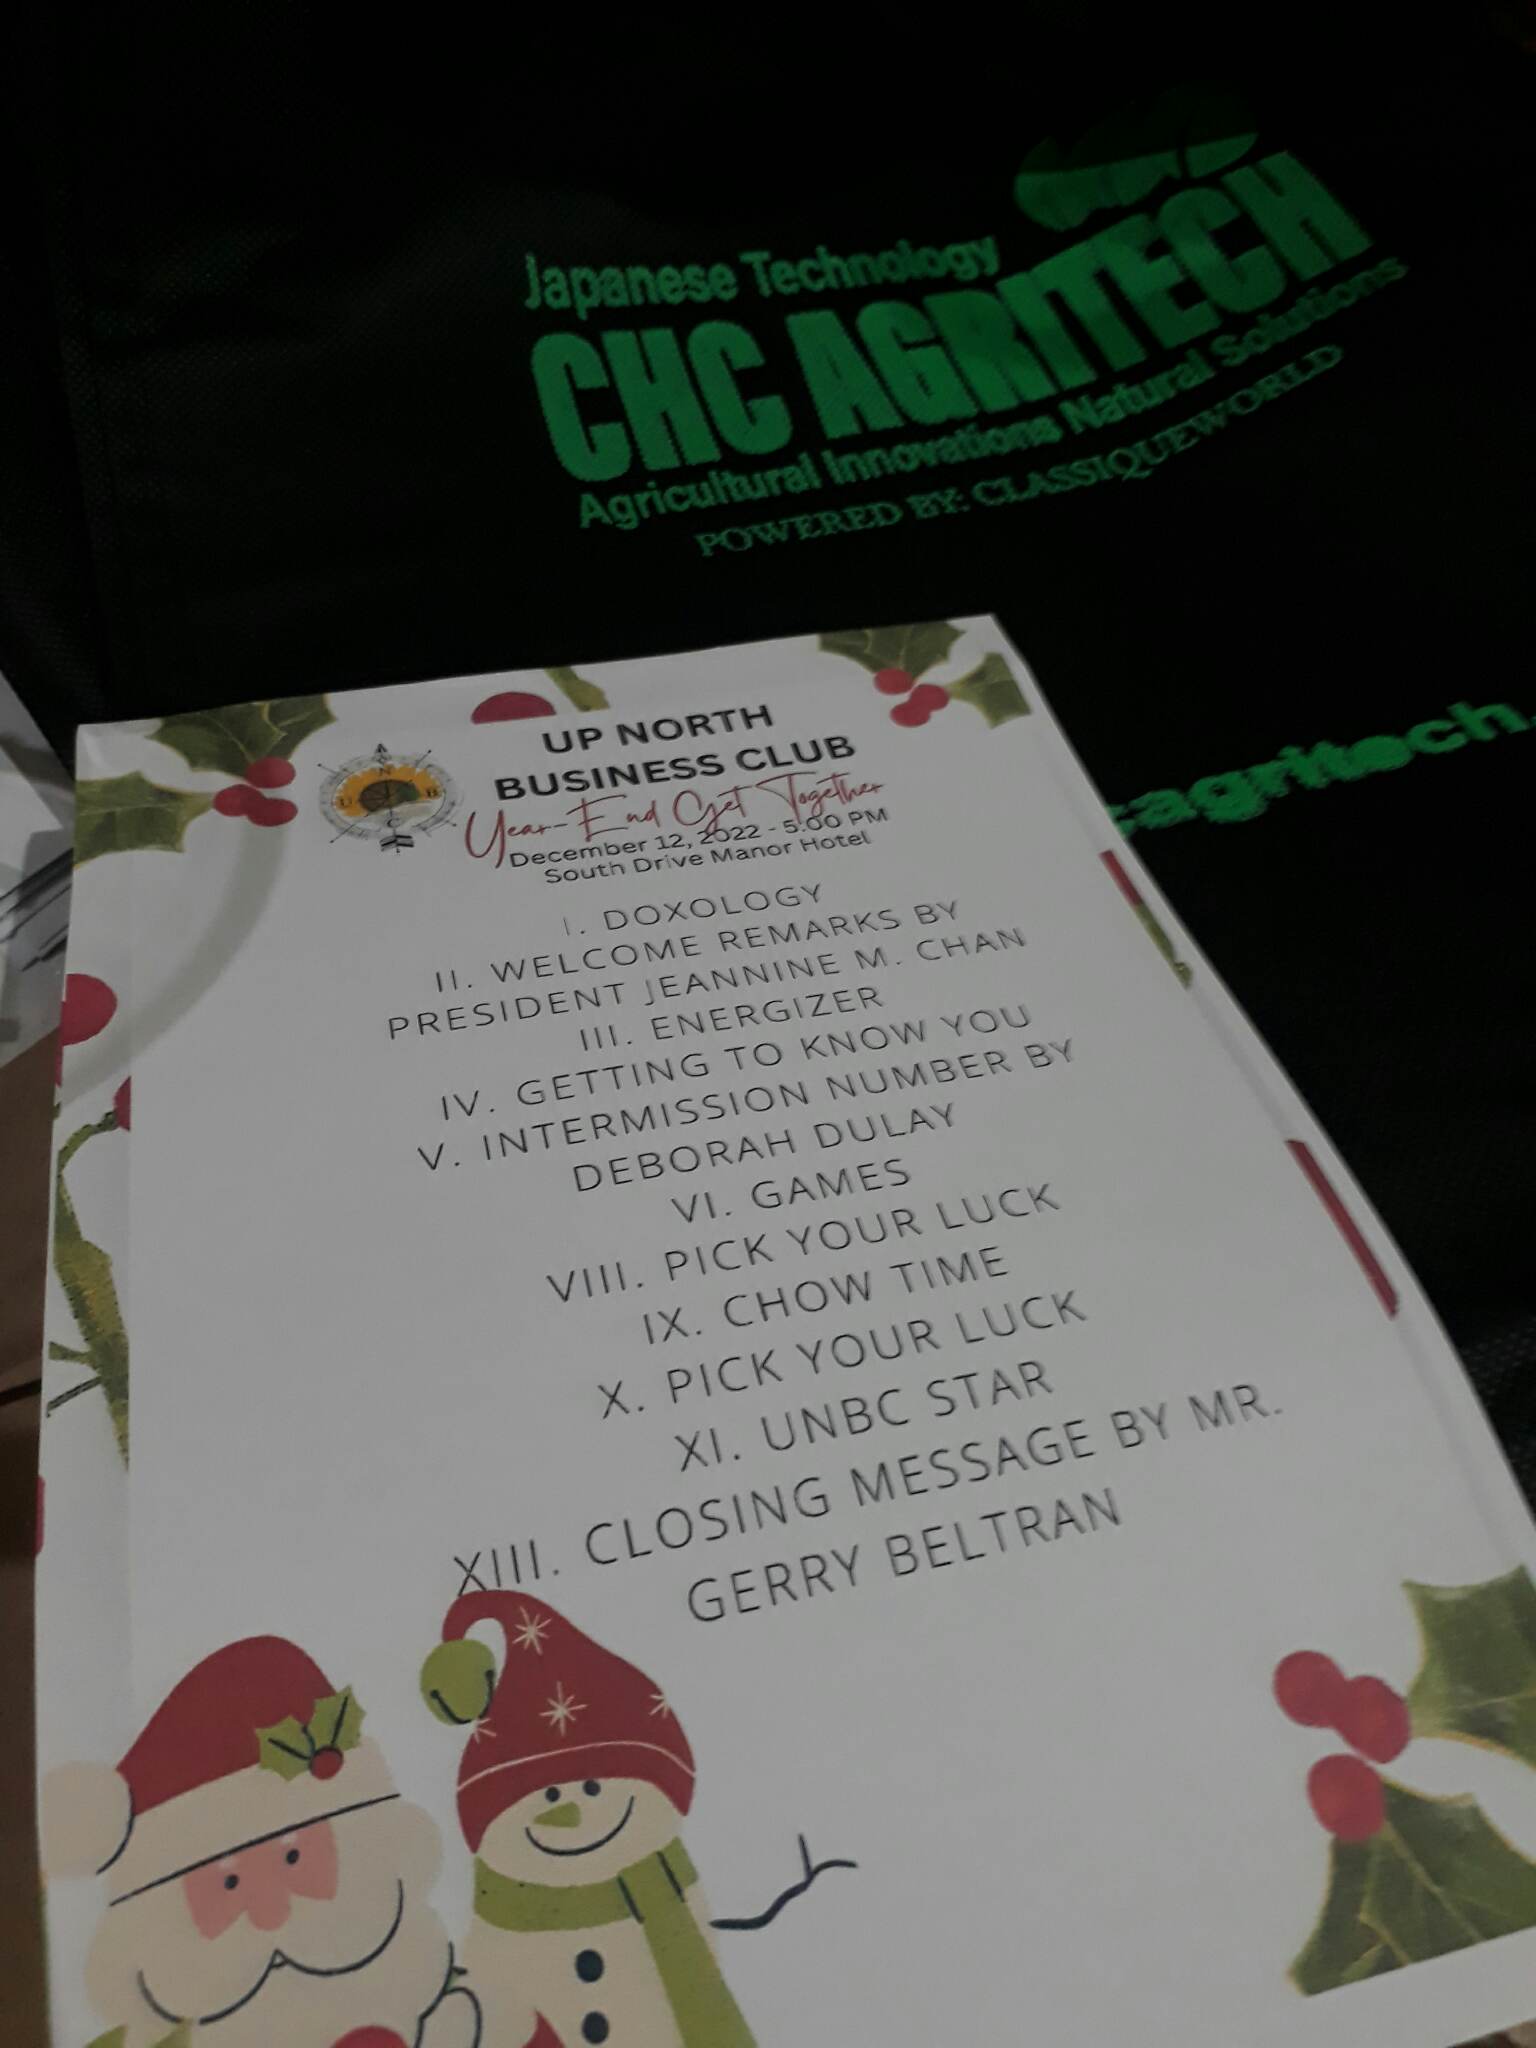 Japanese Technology
CHC AGRITECH
Agricultural Innovations Natural Solutions
POWERED BY: CLASSIQUEWORLD
agritech.
UP NORTH
BUSINESS CLUB
Year-End Get Together
December 12, 2022 - 5:00 PM
South Drive Manor Hotel
N
U B
C
I. DOXOLOGY
II. WELCOME REMARKS BY
PRESIDENT JEANNINE M. CHAN
III. ENERGIZER
IV. GETTING TO KNOW YOU
V. INTERMISSION NUMBER BY
DEBORAH DULAY
VI. GAMES
VIII. PICK YOUR LUCK
IX. CHOW TIME
X. PICK YOUR LUCK
XI. UNBC STAR
XIII. CLOSING MESSAGE BY MR.
GERRY BELTRAN